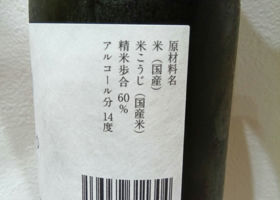 原材料名
米（国産）
米こうじ（国産米）
精米歩合 60%
アルコール分 14度